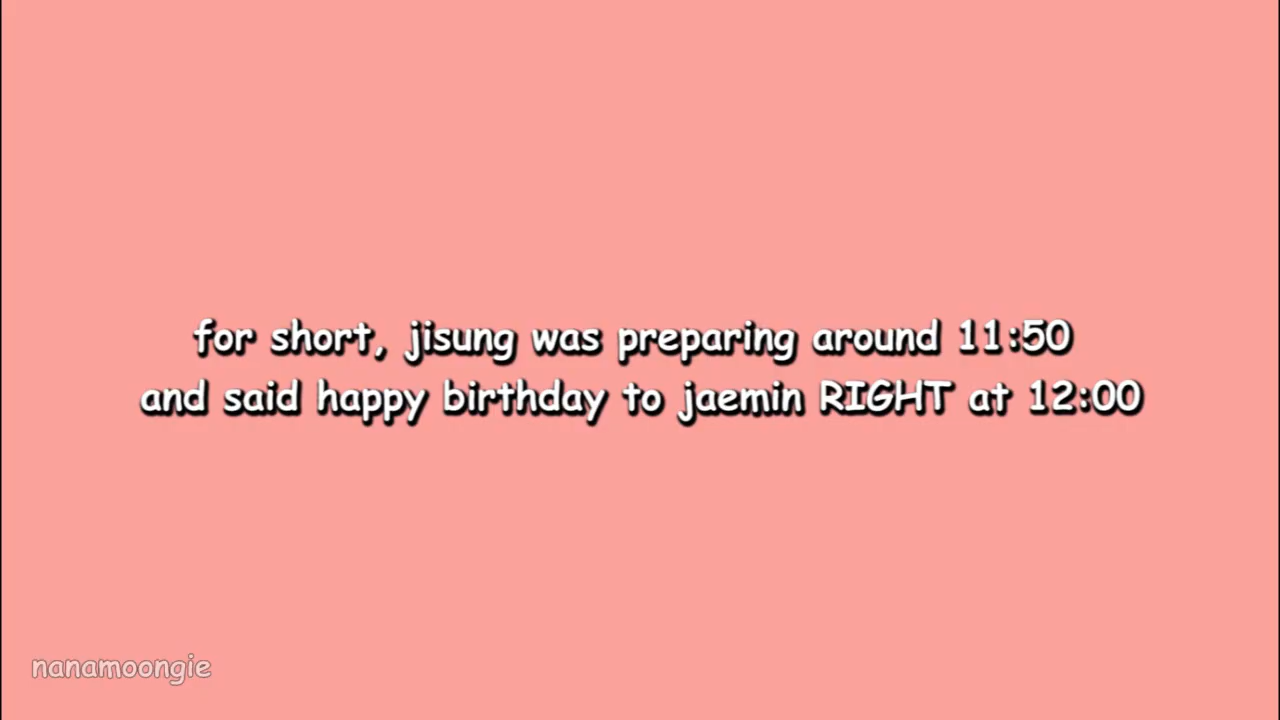 for short, jisung was preparing around 11:50
and said happy birthday to jaemin RIGHT at 12:00
nanamoongie